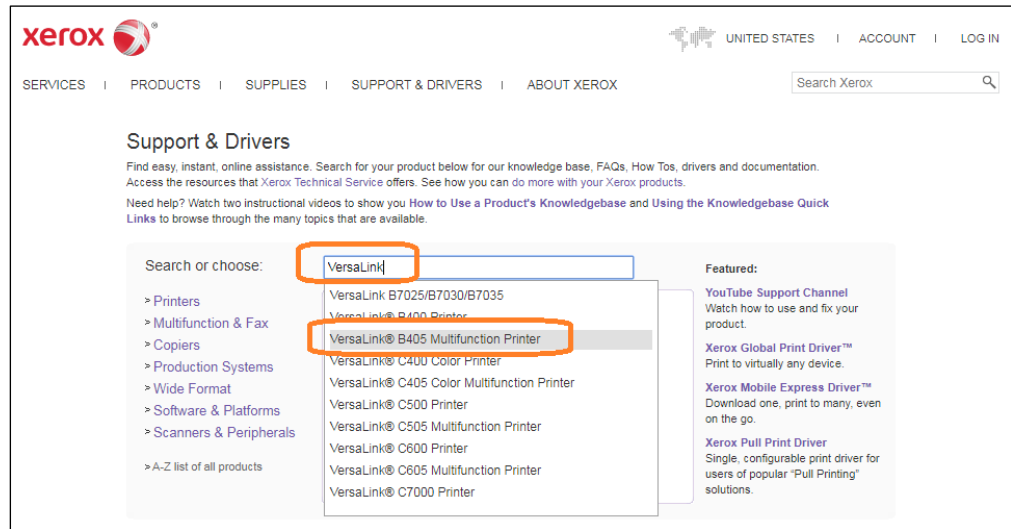 xerox ®
UNITED STATES | ACCOUNT | LOG IN
SERVICES | PRODUCTS | SUPPLIES | SUPPORT & DRIVERS | ABOUT XEROX
Search Xerox
Support & Drivers
Find easy, instant, online assistance. Search for your product below for our knowledge base, FAQs, How Tos, drivers and documentation.
Access the resources that Xerox Technical Service offers. See how you can do more with your Xerox products.
Need help? Watch two instructional videos to show you How to Use a Product's Knowledgebase and Using the Knowledgebase Quick
Links to browse through the many topics that are available.
Search or choose:
VersaLink
> Printers
> Multifunction & Fax
> Copiers
> Production Systems
> Wide Format
> Software & Platforms
> Scanners & Peripherals
> A-Z list of all products
VersaLink B7025/B7030/B7035
VersaLink® B400 Printer
VersaLink® B405 Multifunction Printer
VersaLink® C400 Color Printer
VersaLink® C405 Color Multifunction Printer
VersaLink® C500 Printer
VersaLink® C505 Multifunction Printer
VersaLink® C600 Printer
VersaLink® C605 Multifunction Printer
VersaLink® C7000 Printer
Featured:
YouTube Support Channel
Watch how to use and fix your
product.
Xerox Global Print Driver™
Print to virtually any device.
Xerox Mobile Express Driver™
Download one, print to many, even
on the go.
Xerox Pull Print Driver
Single, configurable print driver for
users of popular “Pull Printing”
solutions.